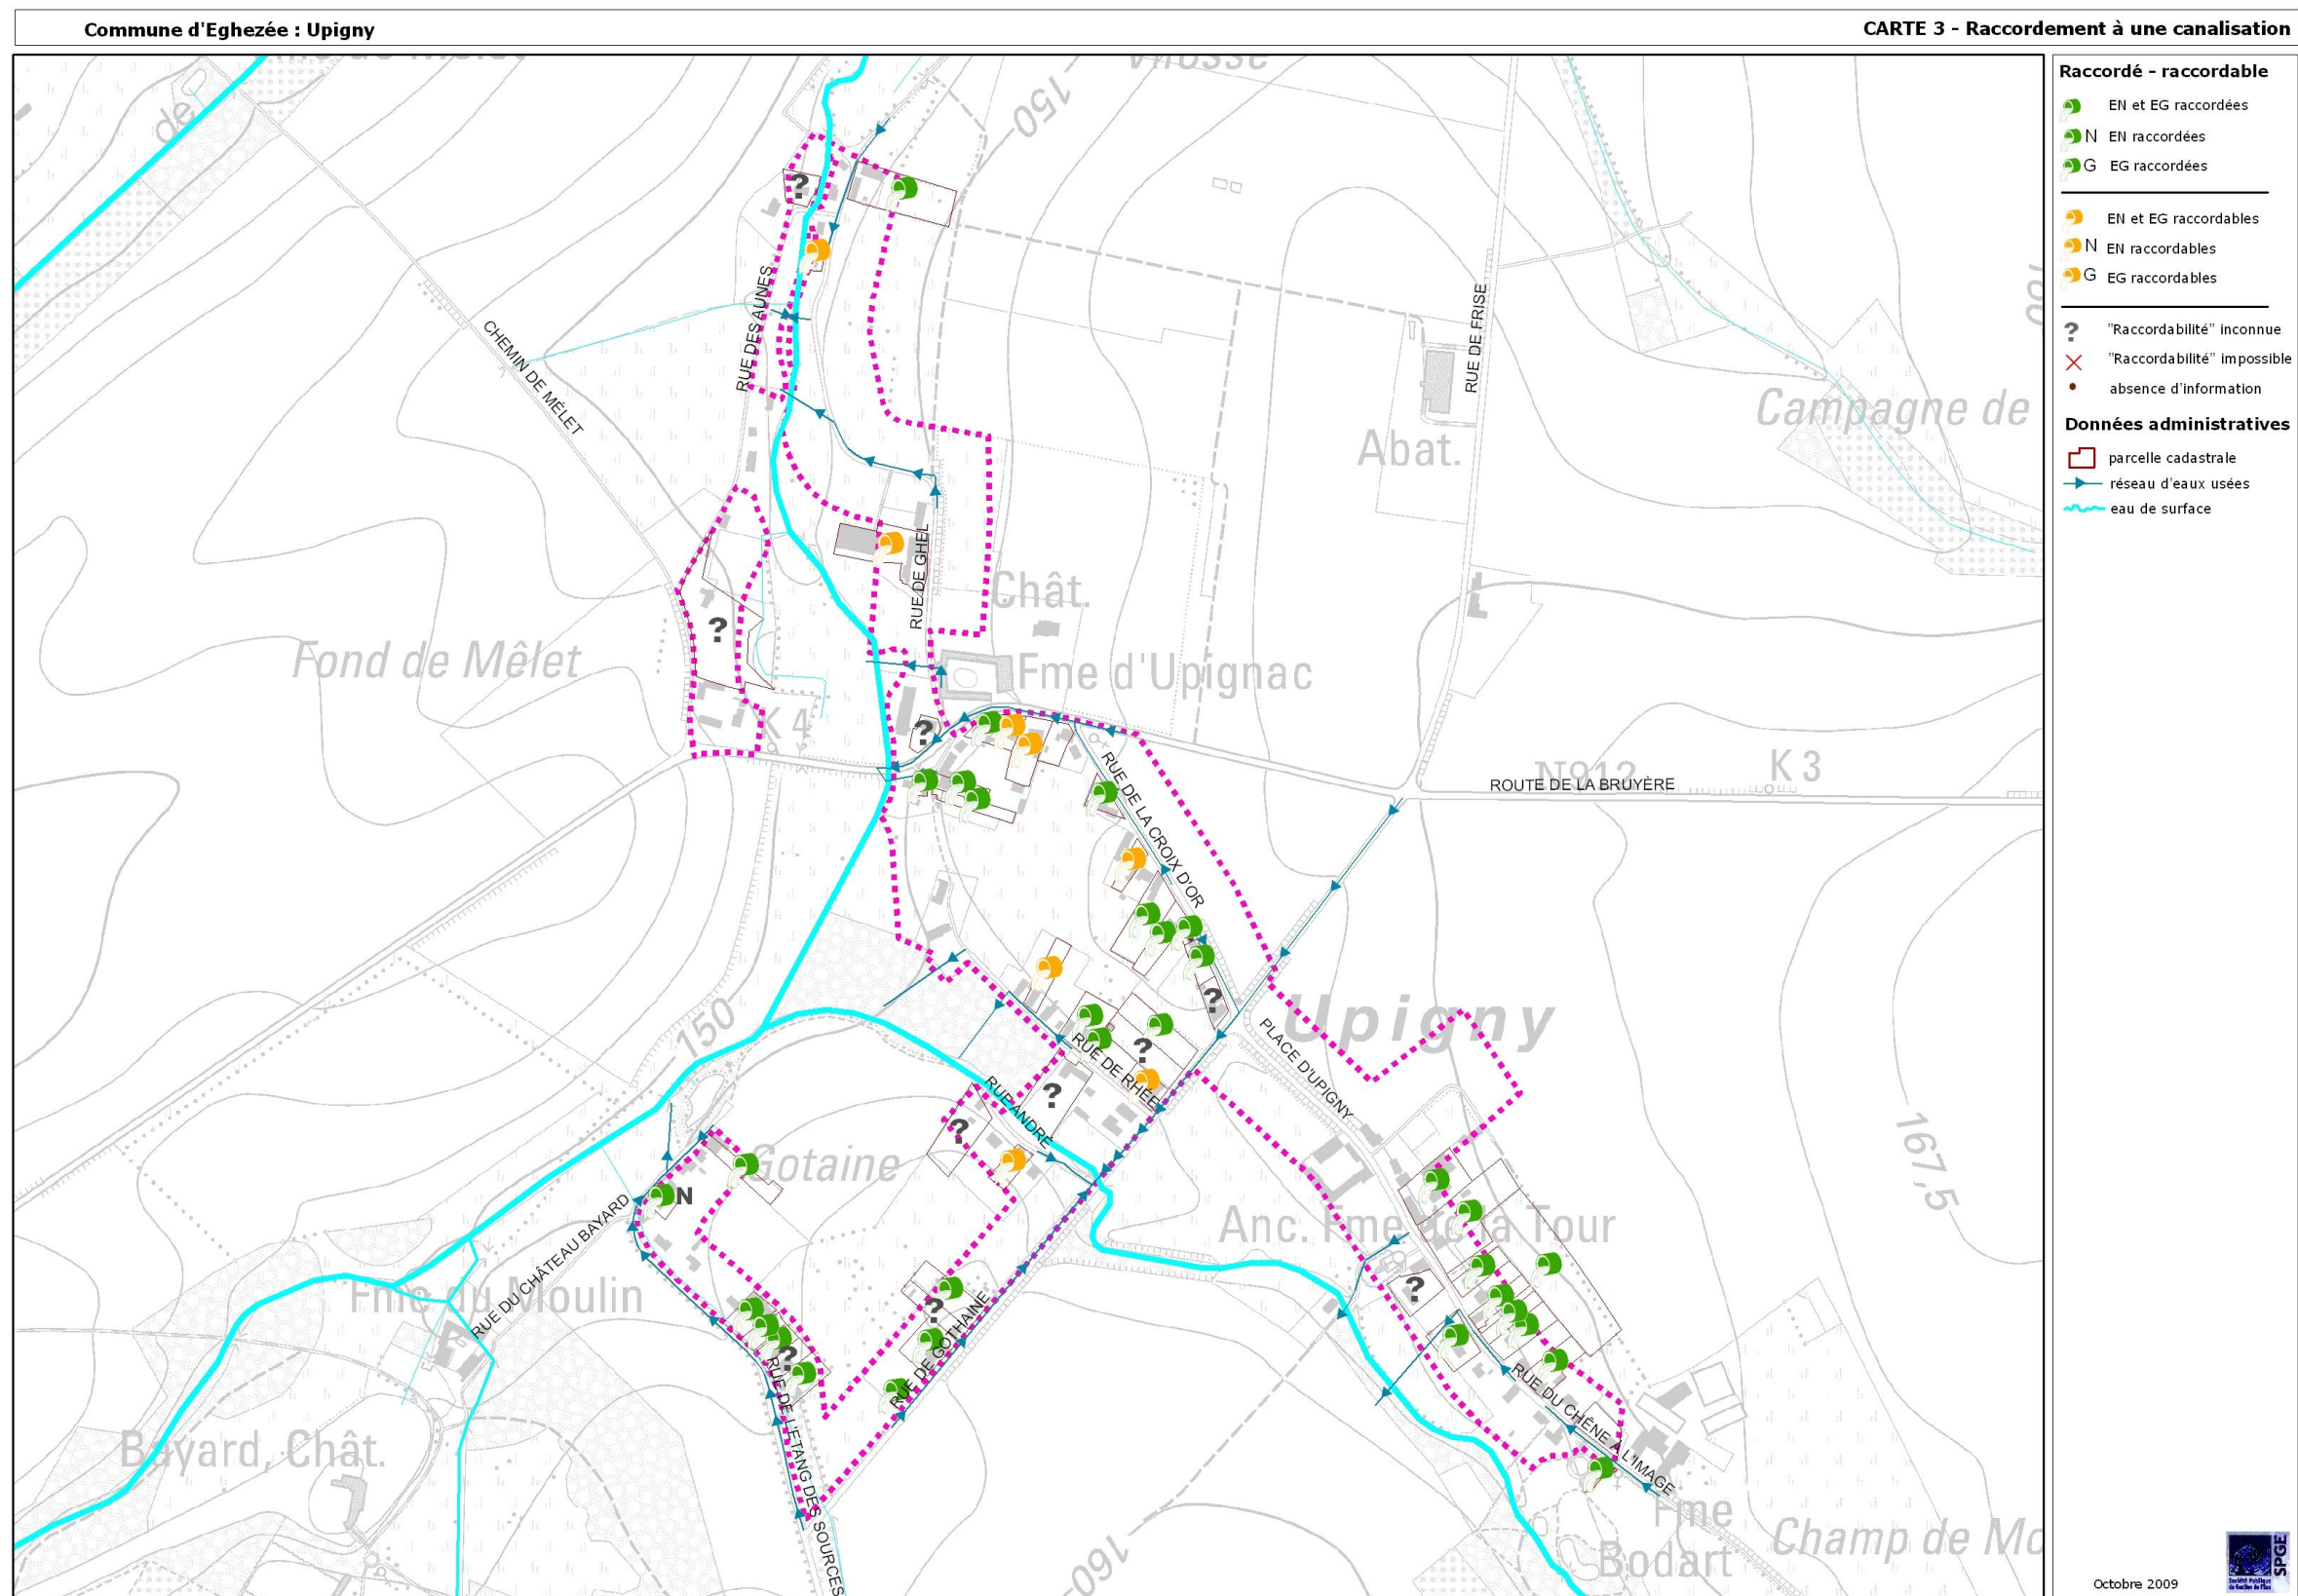 Commune d'Eghezée : Upigny
CARTE 3 - Raccordement à une canalisation
Raccordé - raccordable
EN et EG raccordées
N EN raccordées
G EG raccordées
EN et EG raccordables
N EN raccordables
G EG raccordables
? "Raccordabilité" inconnue
"Raccordabilité" impossible
absence d'information
Données administratives
parcelle cadastrale
réseau d'eaux usées
eau de surface
Octobre 2009
SPGE
de
150
?
RUE DES AUNES
CHEMIN DE MÊLET
RUE DE FRISE
Campagne de
Abat.
RUE DE GHEL
Chât.
?
Fond de Mêlet
Fme d'Upignac
K 4
?
N912
K 3
ROUTE DE LA BRUYÈRE
RUE DE LA CROIX D'OR
?
Upigny
150
PLACE D'UPIGNY
RUE DE RHÉE
?
?
RUE ANDRÉ
?
Gotaine
N
167,5
Anc. Fme de la Tour
RUE DU CHÂTEAU BAYARD
Fme du Moulin
?
?
?
RUE DE GOTHAINE
RUE DE L'ETANG DES SOURCES
RUE DU CHÊNE À L'IMAGE
Bayard, Chât.
Fme
Bodart
Champ de Mo
160